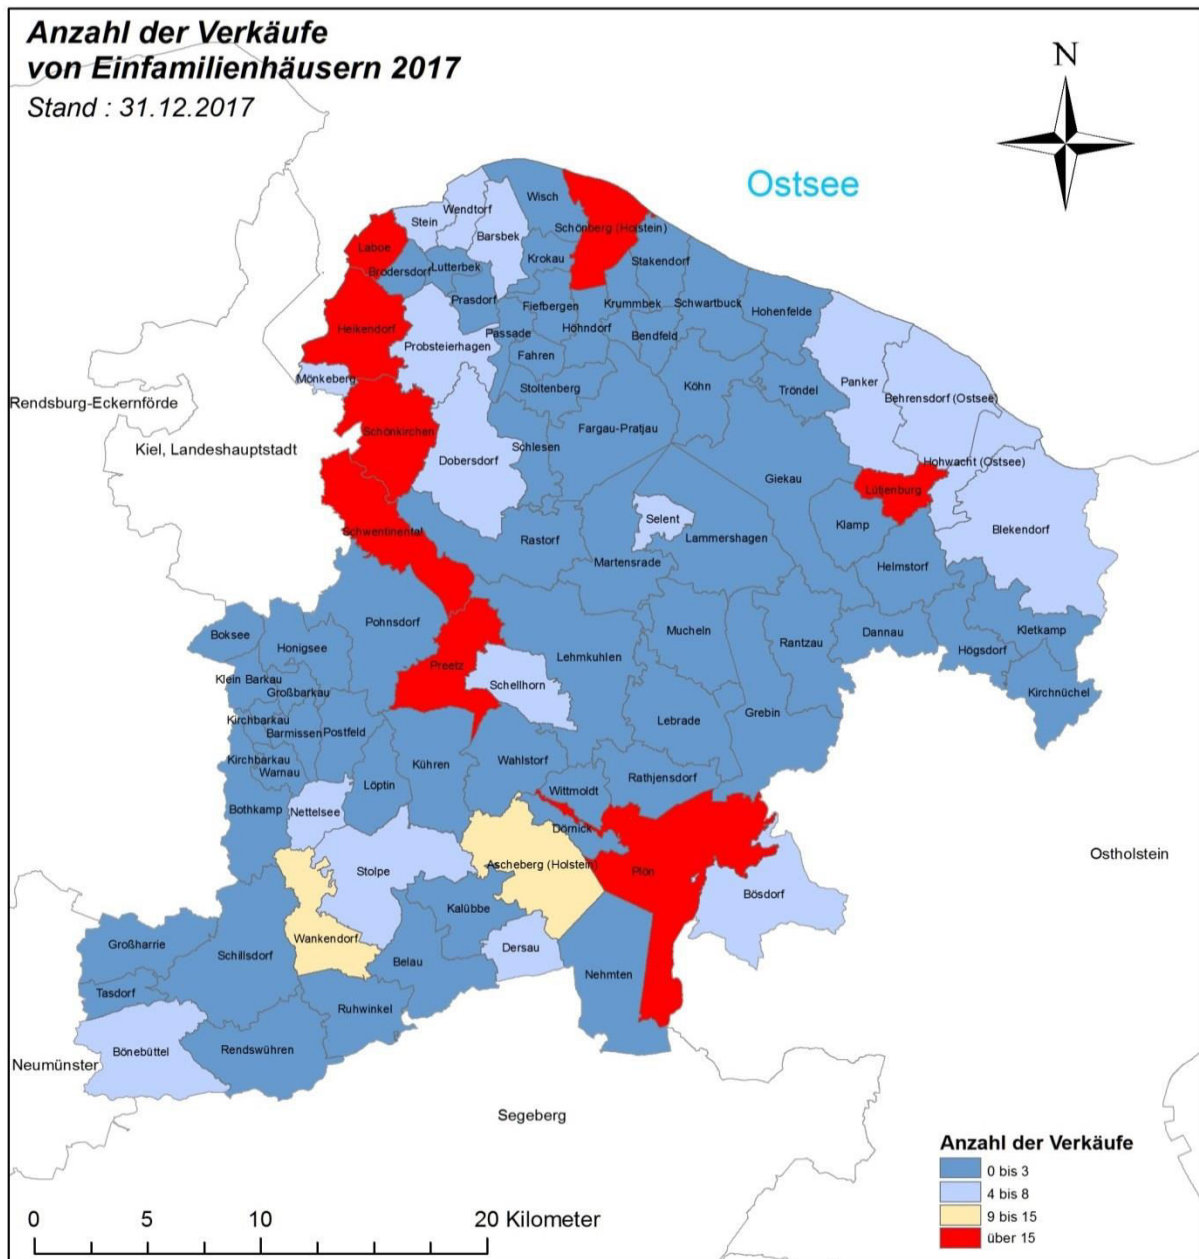 Anzahl der Verkäufe
von Einfamilienhäusern 2017
Stand : 31.12.2017
N
Ostsee
Wisch
Wendtorf
Stein
Schönberg (Holstein)
Barsbek
Laboe
Krokau
Stakendorf
Lutterbek
Brodersdorf
Prasdorf
Fiefbergen
Krummbek
Schwartbuck
Hohenfelde
Heikendorf
Höhndorf
Passade
Bendfeld
Probsteierhagen
Fahren
Mönkeberg
Stoltenberg
Köhn
Tröndel
Panker
Behrensdorf (Ostsee)
Rendsburg-Eckernförde
Schönkirchen
Fargau-Pratjau
Kiel, Landeshauptstadt
Schlesen
Dobersdorf
Hohwacht (Ostsee)
Giekau
Lütjenburg
Selent
Klamp
Blekendorf
Schwentinental
Rastorf
Lammershagen
Martensrade
Helmstorf
Pohnsdorf
Boksee
Honigsee
Mucheln
Rantzau
Dannau
Kletkamp
Högsdorf
Lehmkuhlen
Preetz
Klein Barkau
Schellhorn
Großbarkau
Kirchnüchel
Grebin
Kirchbarkau
Lebrade
Barmissen
Postfeld
Kirchbarkau
Wahlstorf
Kühren
Warnau
Rathjensdorf
Löptin
Wittmoldt
Bothkamp
Nettelsee
Dörnick
Ostholstein
Ascheberg (Holstein)
Stolpe
Plön
Bösdorf
Kalübbe
Wankendorf
Großharrie
Dersau
Schillsdorf
Belau
Nehmten
Tasdorf
Ruhwinkel
Bönebüttel
Rendswühren
Neumünster
Segeberg
Anzahl der Verkäufe
0 bis 3
4 bis 8
9 bis 15
über 15
0 5 10 20 Kilometer